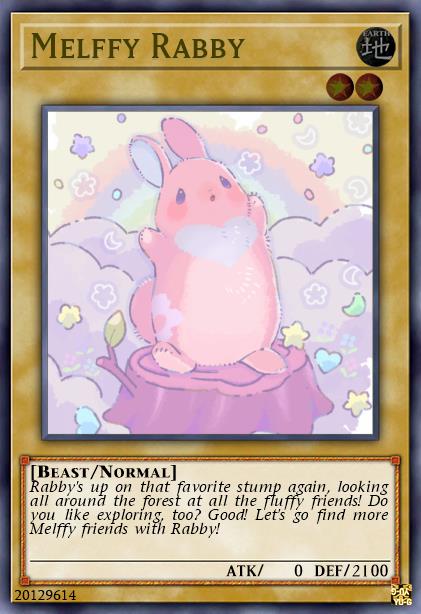 Melffy Rabby
EARTH
地
[Beast/Normal]
Rabby's up on that favorite stump again, looking
all around the forest at all the fluffy friends! Do
you like exploring, too? Good! Let's go find more
Melffy friends with Rabby!
ATK/ 0 DEF/2100
20129614